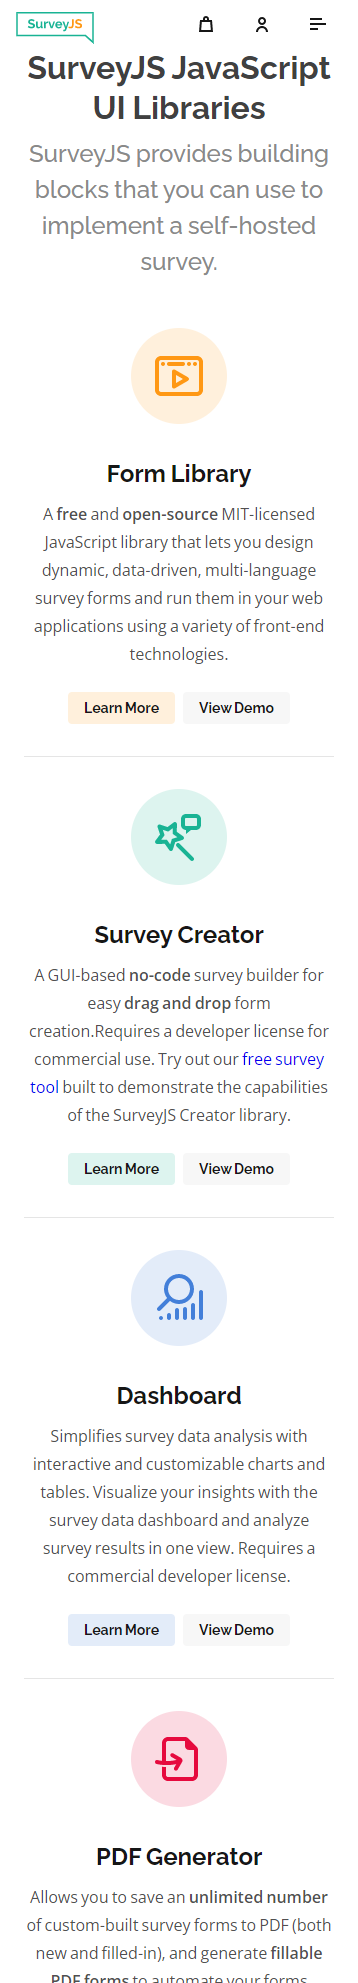 SurveyJS
SurveyJS JavaScript
UI Libraries
SurveyJS provides building
blocks that you can use to
implement a self-hosted
survey.
Form Library
A free and open-source MIT-licensed
JavaScript library that lets you design
dynamic, data-driven, multi-language
survey forms and run them in your web
applications using a variety of front-end
technologies.
Learn More View Demo
Survey Creator
A GUI-based no-code survey builder for
easy drag and drop form
creation.Requires a developer license for
commercial use. Try out our free survey
tool built to demonstrate the capabilities
of the SurveyJS Creator library.
Learn More View Demo
Dashboard
Simplifies survey data analysis with
interactive and customizable charts and
tables. Visualize your insights with the
survey data dashboard and analyze
survey results in one view. Requires a
commercial developer license.
Learn More View Demo
PDF Generator
Allows you to save an unlimited number
of custom-built survey forms to PDF (both
new and filled-in), and generate fillable
PDF forms to automate your forms